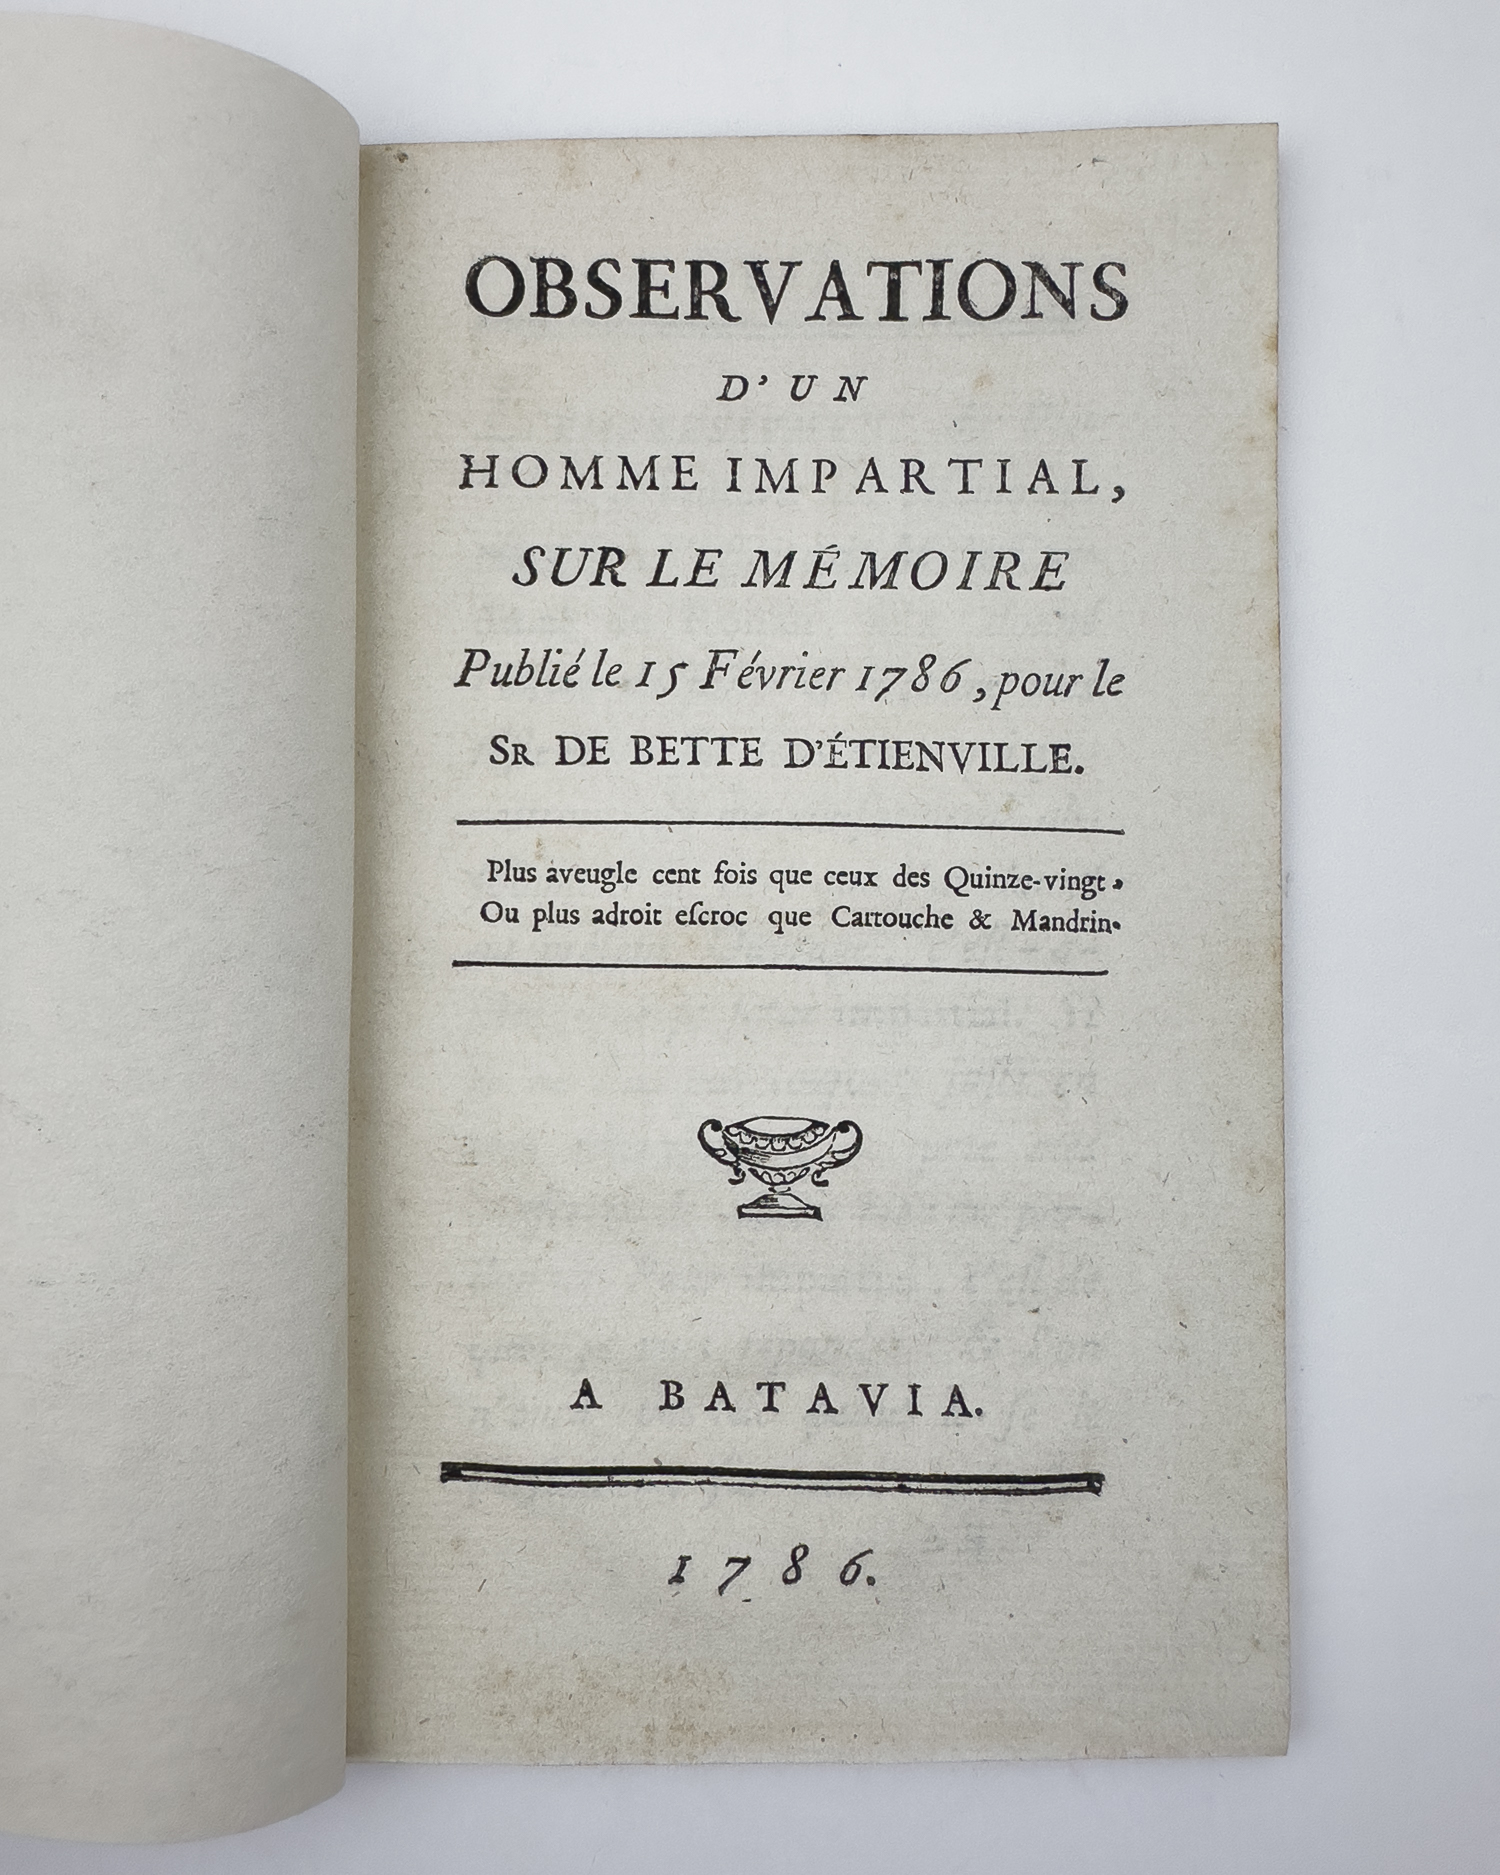 OBSERVATIONS
D'UN
HOMME IMPARTIAL,
SUR LE MÉMOIRE
Publié le 15 Février 1786, pour le
SR DE BETTE D'ÉTIENVILLE.
Plus aveugle cent fois que ceux des Quinze-vingt,
Ou plus adroit eſcroc que Cartouche & Mandrin.
A BATAVIA.
1786.